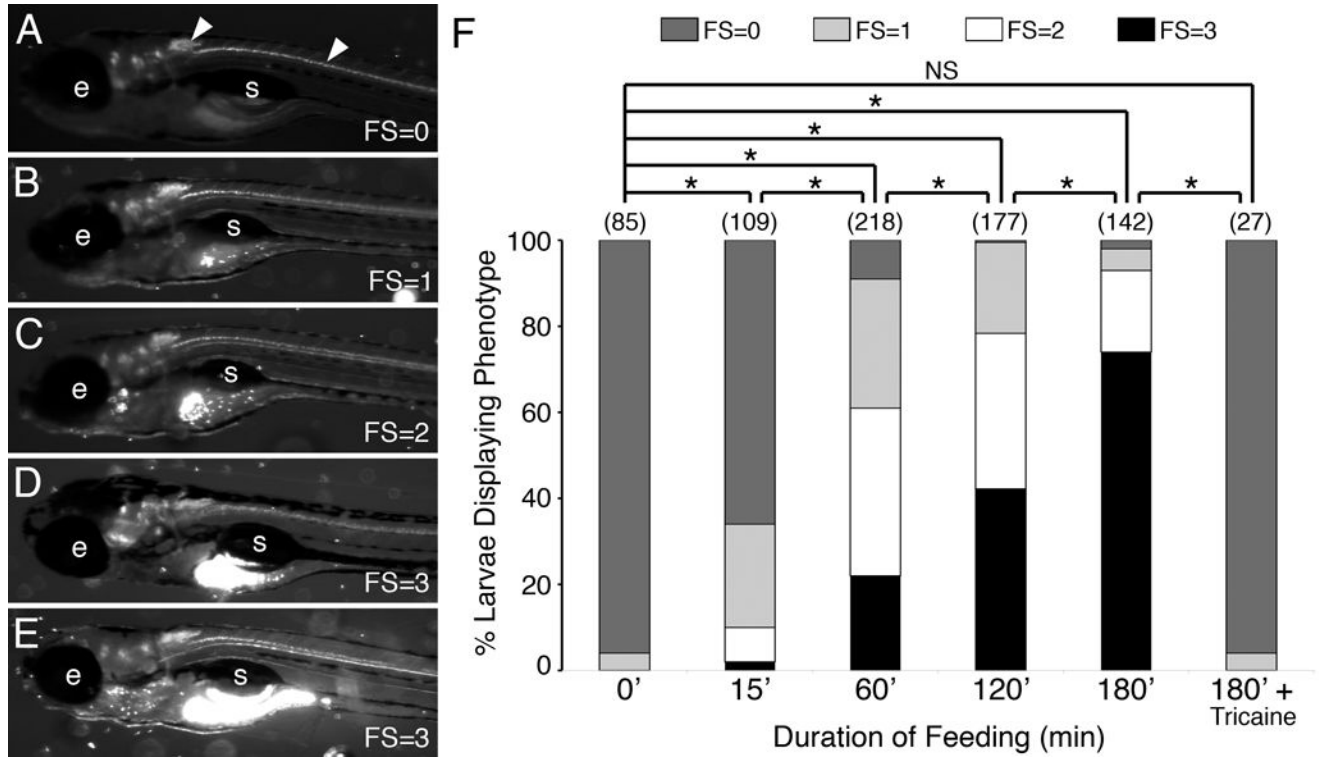 A
e
s
FS=0
B
e
s
FS=1
C
e
s
FS=2
D
e
s
FS=3
E
e
s
FS=3
F
FS=0 FS=1 FS=2 FS=3
NS
*
*
*
* * * * *
(85) (109) (218) (177) (142) (27)
100
80
60
40
20
0
% Larvae Displaying Phenotype
0’ 15’ 60’ 120’ 180’ 180’ +
Tricaine
Duration of Feeding (min)